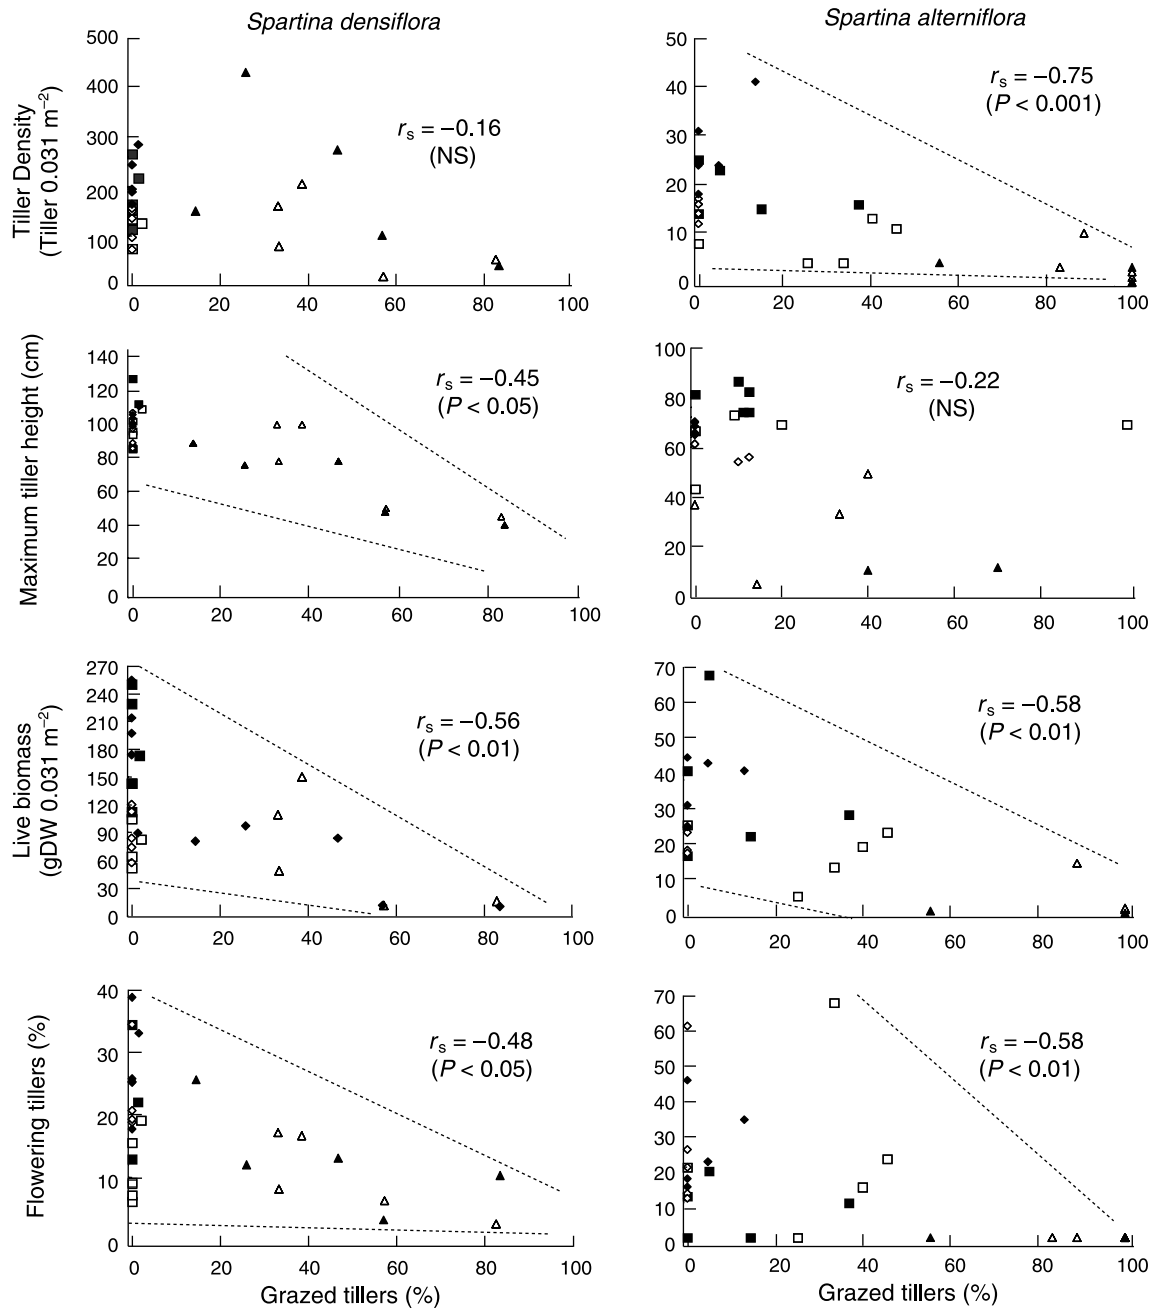 Spartina densiflora
Spartina alterniflora
Tiller Density
(Tiller 0.031 m⁻²)
500
400
300
200
100
0
rs = −0.16
(NS)
0 20 40 60 80 100
50
40
30
20
10
0
rs = −0.75
(P < 0.001)
0 20 40 60 80 100
Maximum tiller height (cm)
140
120
100
80
60
40
20
0
rs = −0.45
(P < 0.05)
0 20 40 60 80 100
100
80
60
40
20
0
rs = −0.22
(NS)
0 20 40 60 80 100
Live biomass
(gDW 0.031 m⁻²)
270
240
210
180
150
120
90
60
30
0
rs = −0.56
(P < 0.01)
0 20 40 60 80 100
70
60
50
40
30
20
10
0
rs = −0.58
(P < 0.01)
0 20 40 60 80 100
Flowering tillers (%)
40
30
20
10
0
rs = −0.48
(P < 0.05)
0 20 40 60 80 100
Grazed tillers (%)
70
60
50
40
30
20
10
0
rs = −0.58
(P < 0.01)
0 20 40 60 80 100
Grazed tillers (%)